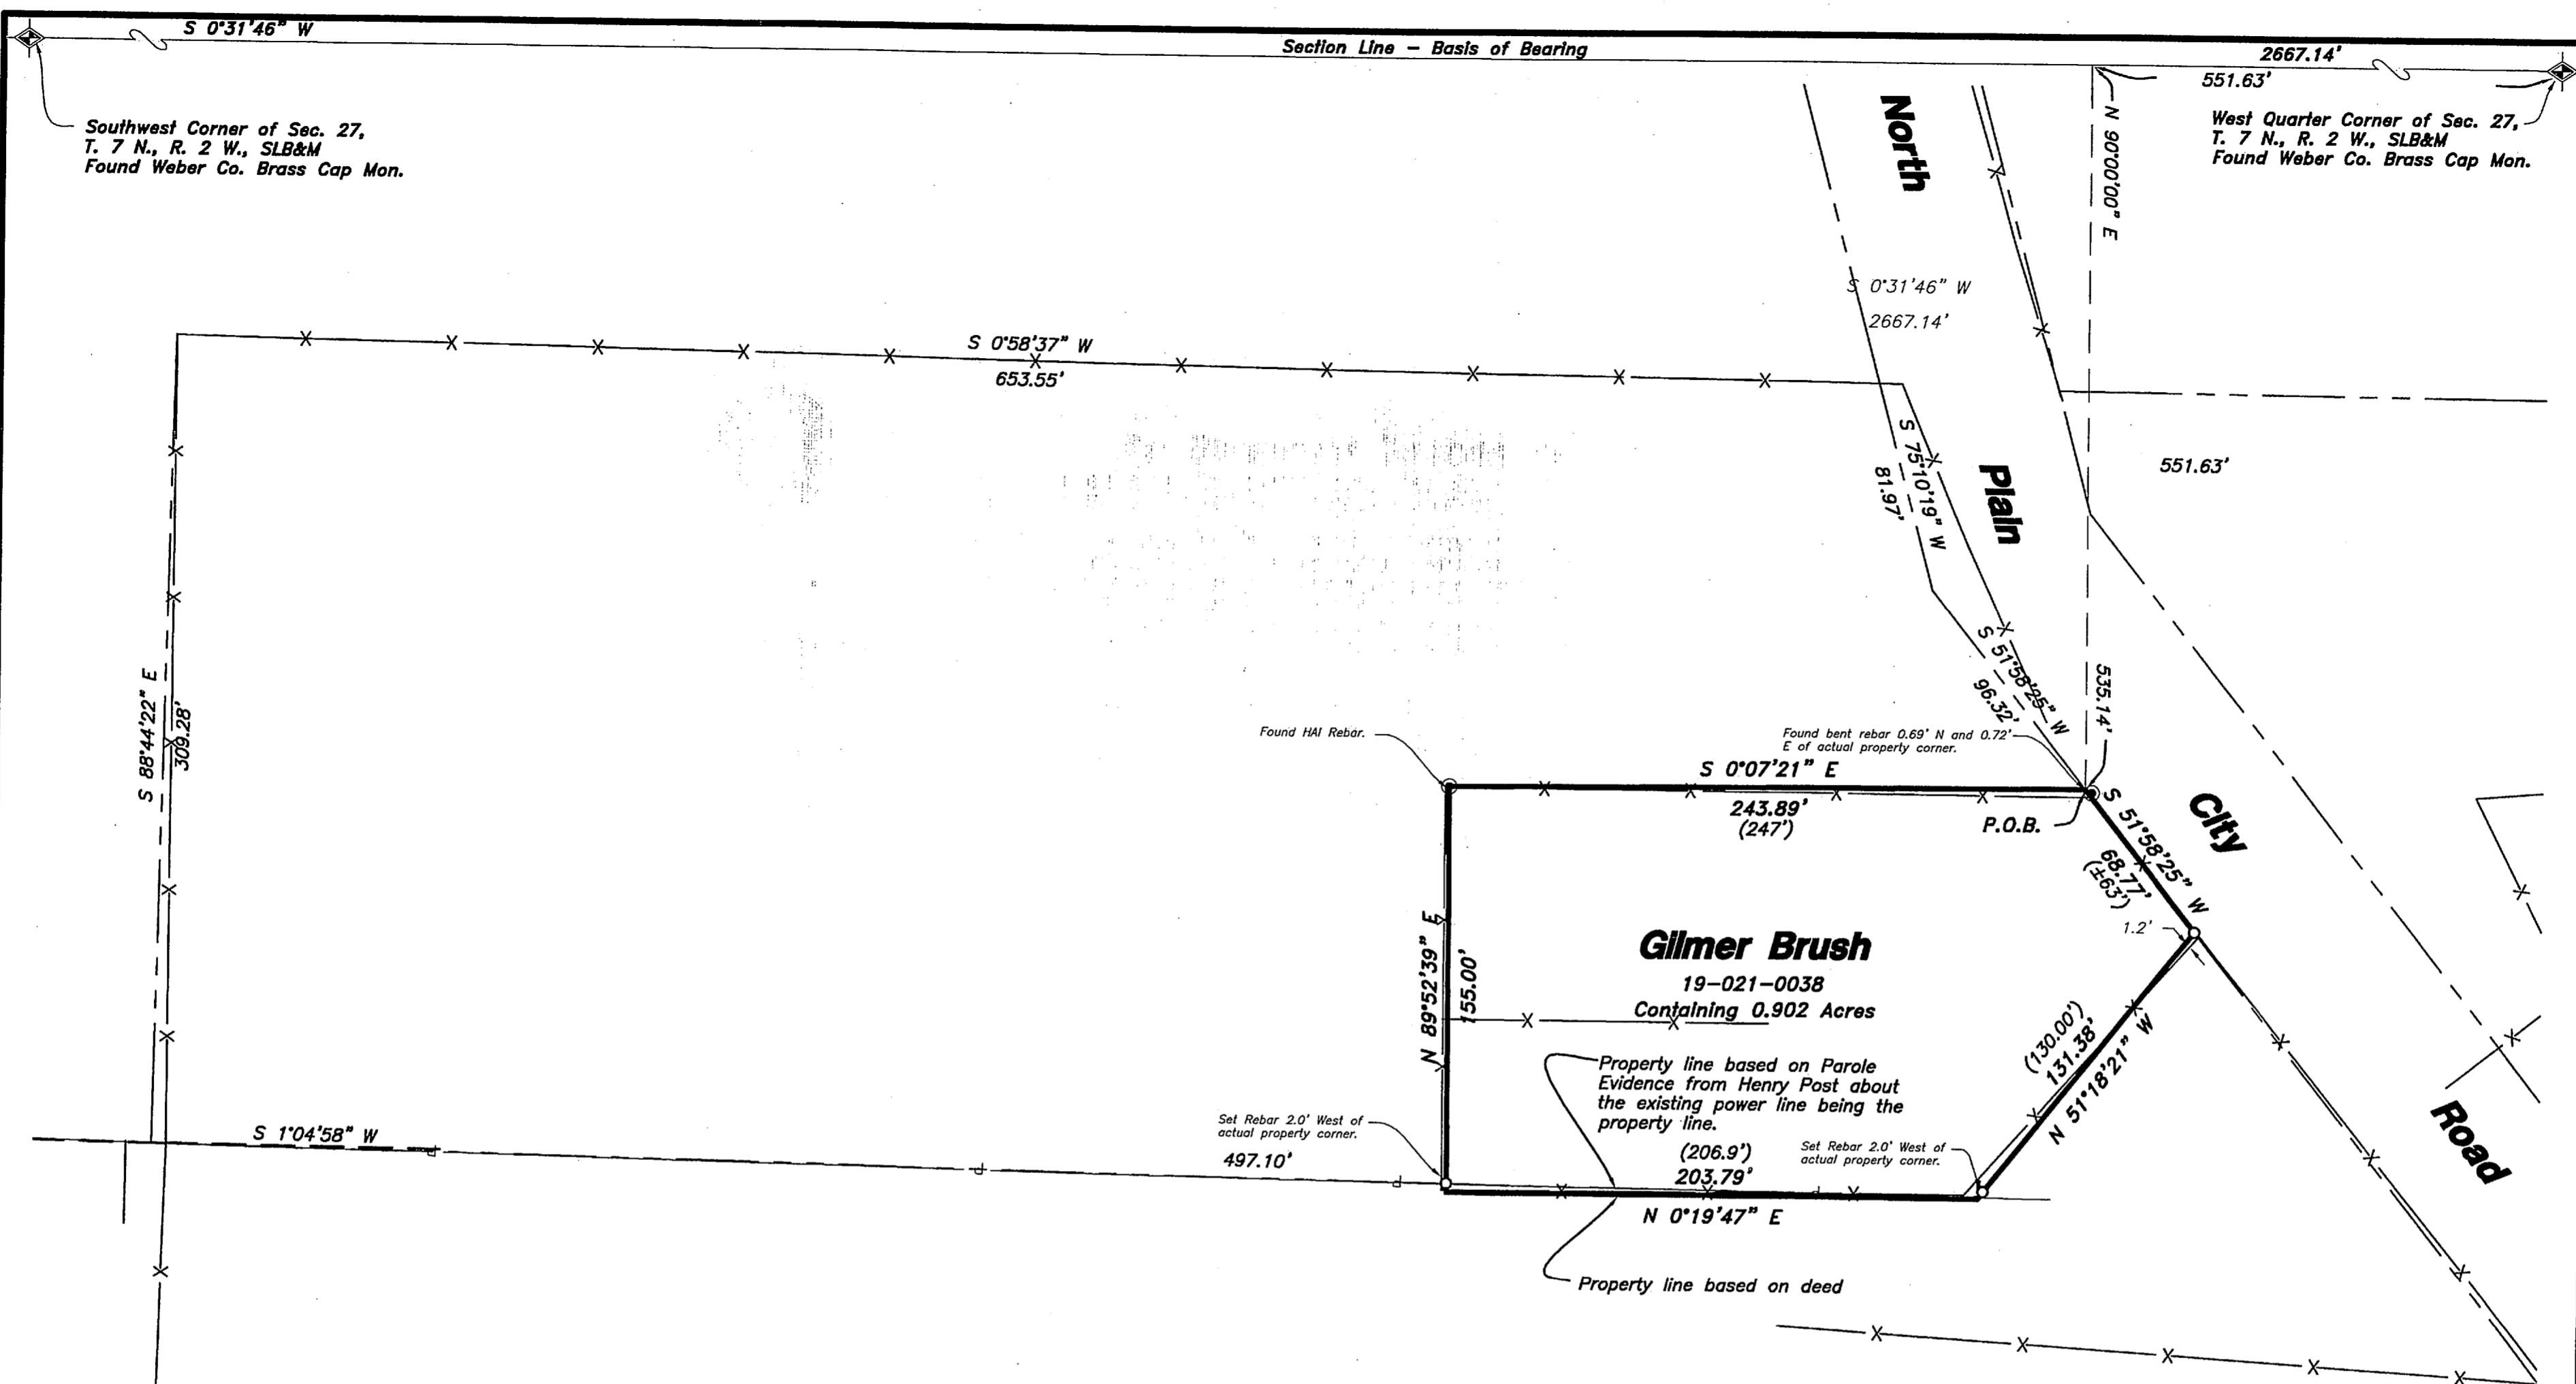 S 0°31'46" W
Section Line - Basis of Bearing
2667.14'
551.63'
Southwest Corner of Sec. 27,
T. 7 N., R. 2 W., SLB&M
Found Weber Co. Brass Cap Mon.
West Quarter Corner of Sec. 27,
T. 7 N., R. 2 W., SLB&M
Found Weber Co. Brass Cap Mon.
North
N 90°00'00" E
S 0°31'46" W
2667.14'
S 0°58'37" W
653.55'
S 75°10'19" W
81.97'
Plain
551.63'
S 51°58'25" W
96.32'
535.14'
S 88°44'22" E
309.28'
Found HAI Rebar.
Found bent rebar 0.69' N and 0.72'
E of actual property corner.
S 0°07'21" E
243.89'
(247')
P.O.B.
S 51°58'25" W
68.77'
(±63')
City
1.2'
N 89°52'39" E
155.00'
Gilmer Brush
19-021-0038
Containing 0.902 Acres
(130.00')
131.38'
N 51°18'21" W
Property line based on Parole
Evidence from Henry Post about
the existing power line being the
property line.
Road
Set Rebar 2.0' West of
actual property corner.
S 1°04'58" W
497.10'
(206.9')
203.79'
Set Rebar 2.0' West of
actual property corner.
N 0°19'47" E
Property line based on deed